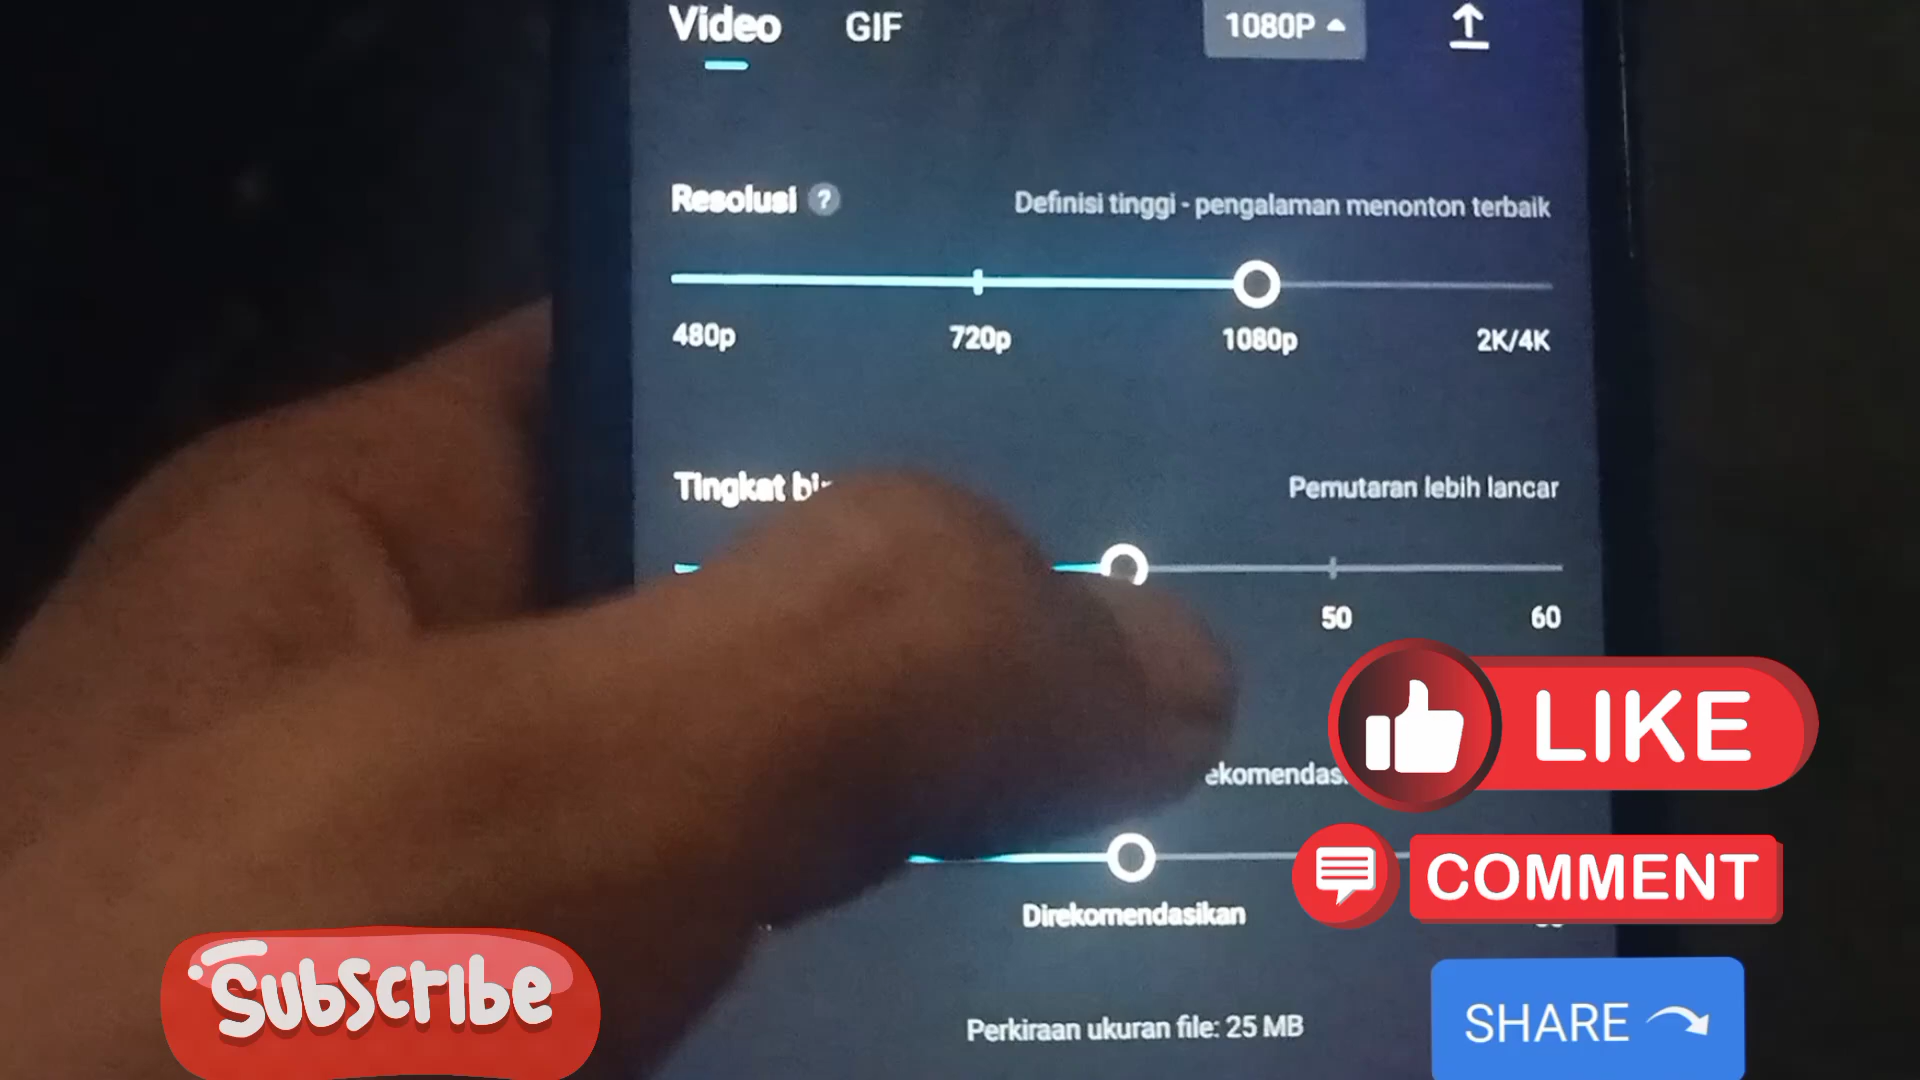 Video GIF 1080P
Resolusi ? Definisi tinggi - pengalaman menonton terbaik
480p 720p 1080p 2K/4K
Tingkat Pemutaran lebih lancar
50 60
LIKE
COMMENT
Direkomendasikan
Subscribe
Perkiraan ukuran file: 25 MB
SHARE